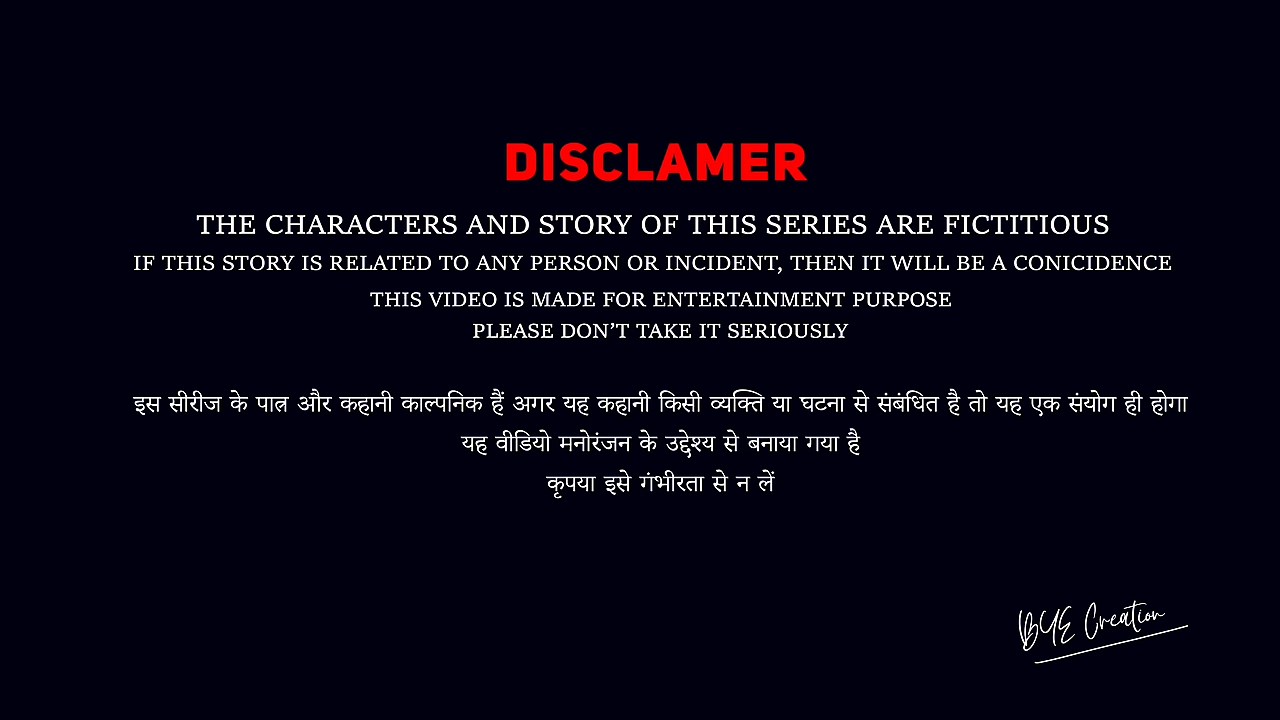 DISCLAMER
THE CHARACTERS AND STORY OF THIS SERIES ARE FICTITIOUS
IF THIS STORY IS RELATED TO ANY PERSON OR INCIDENT, THEN IT WILL BE A CONICIDENCE
THIS VIDEO IS MADE FOR ENTERTAINMENT PURPOSE
PLEASE DON'T TAKE IT SERIOUSLY
इस सीरीज के पात्र और कहानी काल्पनिक हैं अगर यह कहानी किसी व्यक्ति या घटना से संबंधित है तो यह एक संयोग ही होगा
यह वीडियो मनोरंजन के उद्देश्य से बनाया गया है
कृपया इसे गंभीरता से न लें
BYE Creation